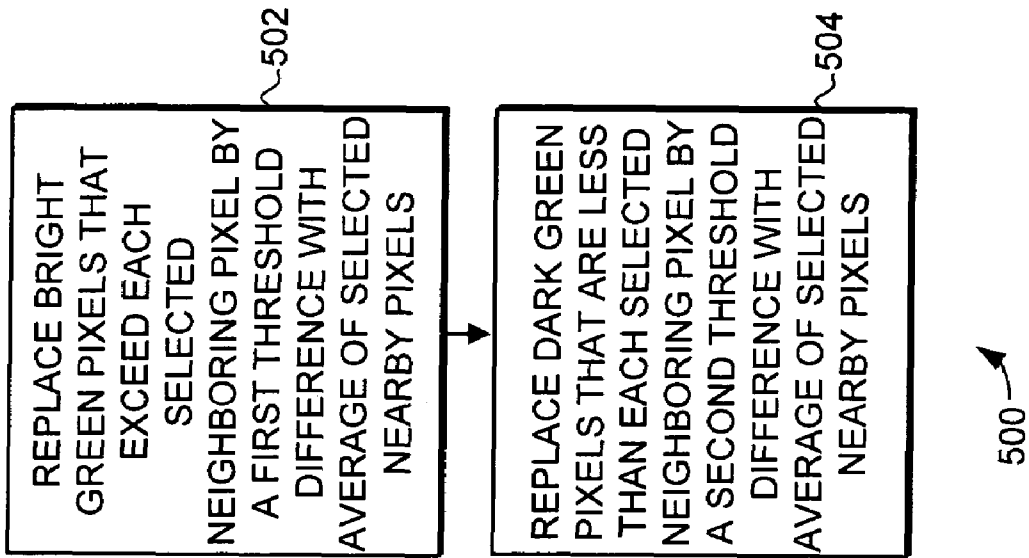 REPLACE BRIGHT
GREEN PIXELS THAT
EXCEED EACH
SELECTED
NEIGHBORING PIXEL BY
A FIRST THRESHOLD
DIFFERENCE WITH
AVERAGE OF SELECTED
NEARBY PIXELS
502
REPLACE DARK GREEN
PIXELS THAT ARE LESS
THAN EACH SELECTED
NEIGHBORING PIXEL BY
A SECOND THRESHOLD
DIFFERENCE WITH
AVERAGE OF SELECTED
NEARBY PIXELS
504
500